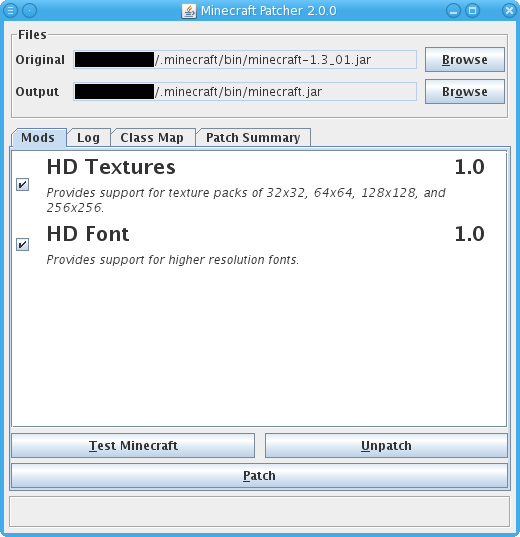 Minecraft Patcher 2.0.0
Files
Original /.minecraft/bin/minecraft-1.3_01.jar Browse
Output /.minecraft/bin/minecraft.jar Browse
Mods Log Class Map Patch Summary
HD Textures 1.0
Provides support for texture packs of 32x32, 64x64, 128x128, and
256x256.
HD Font 1.0
Provides support for higher resolution fonts.
Test Minecraft Unpatch
Patch